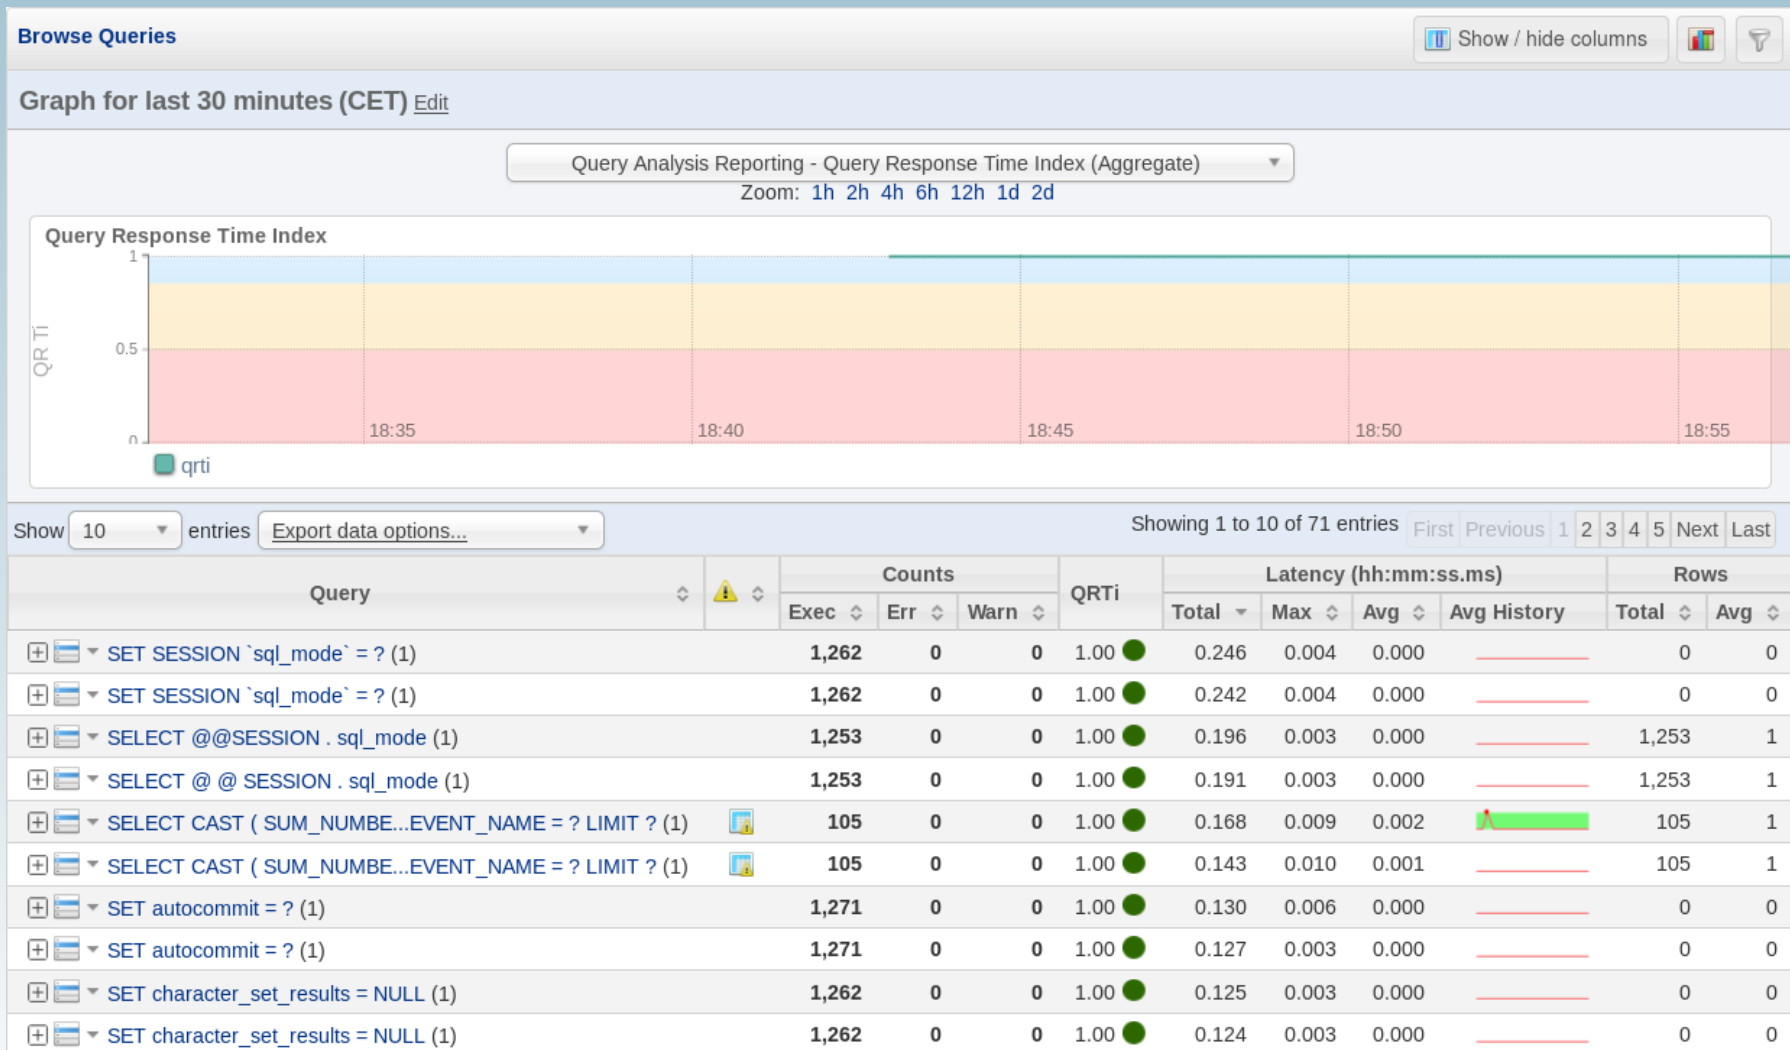 Browse Queries
Show / hide columns
Graph for last 30 minutes (CET) Edit
Query Analysis Reporting - Query Response Time Index (Aggregate)
Zoom: 1h 2h 4h 6h 12h 1d 2d
Query Response Time Index
1
0.5
0
QR Ti
18:35 18:40 18:45 18:50 18:55
qrti
Show 10 entries Export data options... Showing 1 to 10 of 71 entries First Previous 1 2 3 4 5 Next Last
Query Counts QRTi Latency (hh:mm:ss.ms) Rows
Exec Err Warn Total Max Avg Avg History Total Avg
SET SESSION `sql_mode` = ? (1) 1,262 0 0 1.00 0.246 0.004 0.000 0 0
SET SESSION `sql_mode` = ? (1) 1,262 0 0 1.00 0.242 0.004 0.000 0 0
SELECT @@SESSION . sql_mode (1) 1,253 0 0 1.00 0.196 0.003 0.000 1,253 1
SELECT @ @ SESSION . sql_mode (1) 1,253 0 0 1.00 0.191 0.003 0.000 1,253 1
SELECT CAST ( SUM_NUMBE...EVENT_NAME = ? LIMIT ? (1) 105 0 0 1.00 0.168 0.009 0.002 105 1
SELECT CAST ( SUM_NUMBE...EVENT_NAME = ? LIMIT ? (1) 105 0 0 1.00 0.143 0.010 0.001 105 1
SET autocommit = ? (1) 1,271 0 0 1.00 0.130 0.006 0.000 0 0
SET autocommit = ? (1) 1,271 0 0 1.00 0.127 0.003 0.000 0 0
SET character_set_results = NULL (1) 1,262 0 0 1.00 0.125 0.003 0.000 0 0
SET character_set_results = NULL (1) 1,262 0 0 1.00 0.124 0.003 0.000 0 0